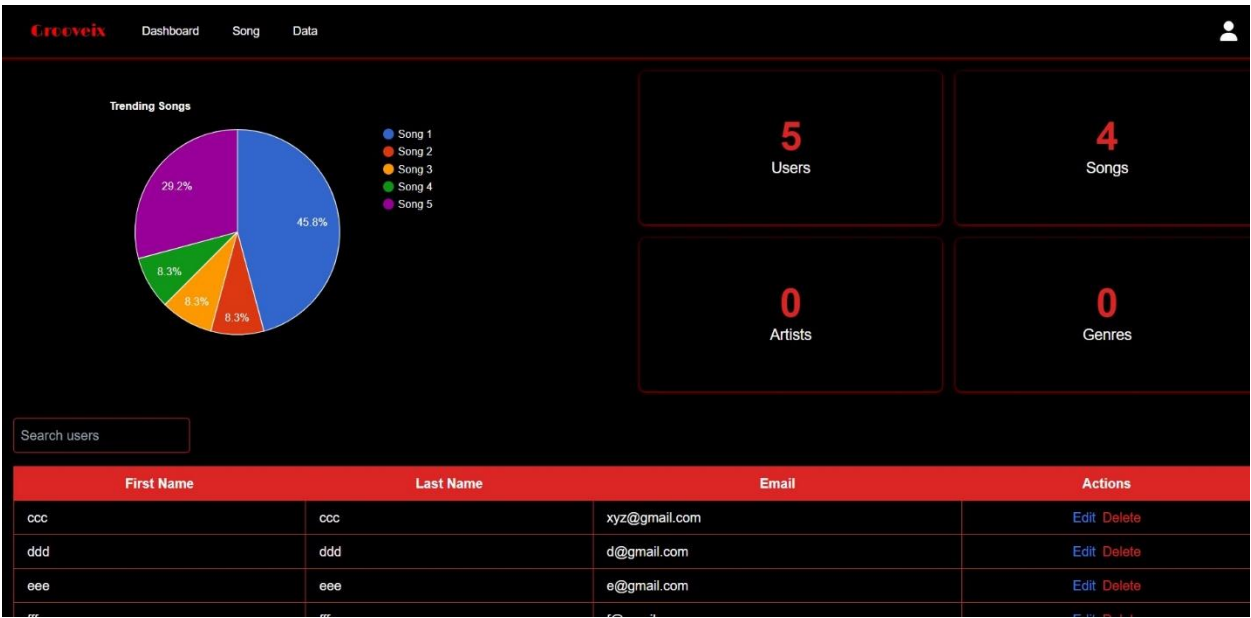 Grooveix Dashboard Song Data
Trending Songs
Song 1
Song 2
Song 3
Song 4
Song 5
29.2%
45.8%
8.3%
8.3%
8.3%
5
Users
4
Songs
0
Artists
0
Genres
Search users
First Name Last Name Email Actions
ccc ccc xyz@gmail.com Edit Delete
ddd ddd d@gmail.com Edit Delete
eee eee e@gmail.com Edit Delete